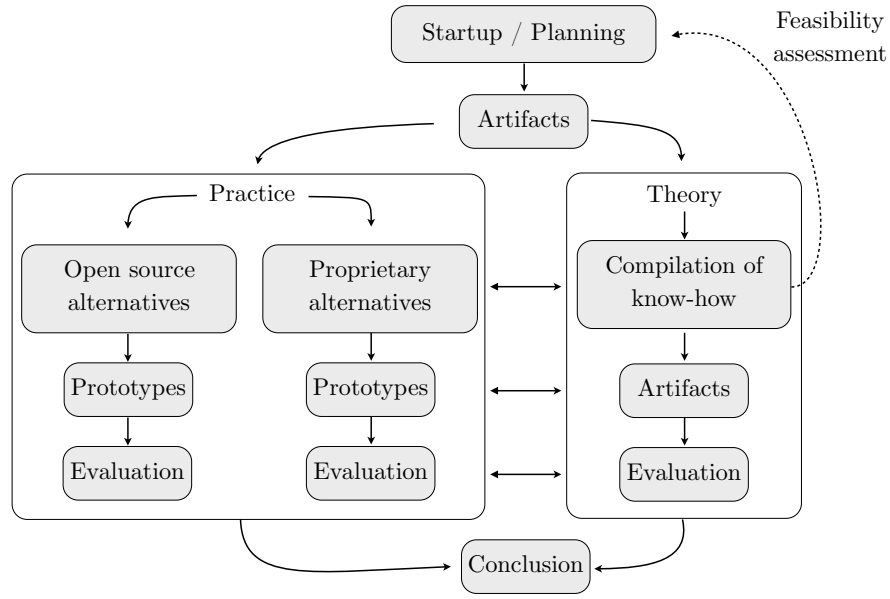 Startup / Planning
Feasibility
assessment
Artifacts
Practice
Theory
Open source
alternatives
Proprietary
alternatives
Compilation of
know-how
Prototypes
Prototypes
Artifacts
Evaluation
Evaluation
Evaluation
Conclusion